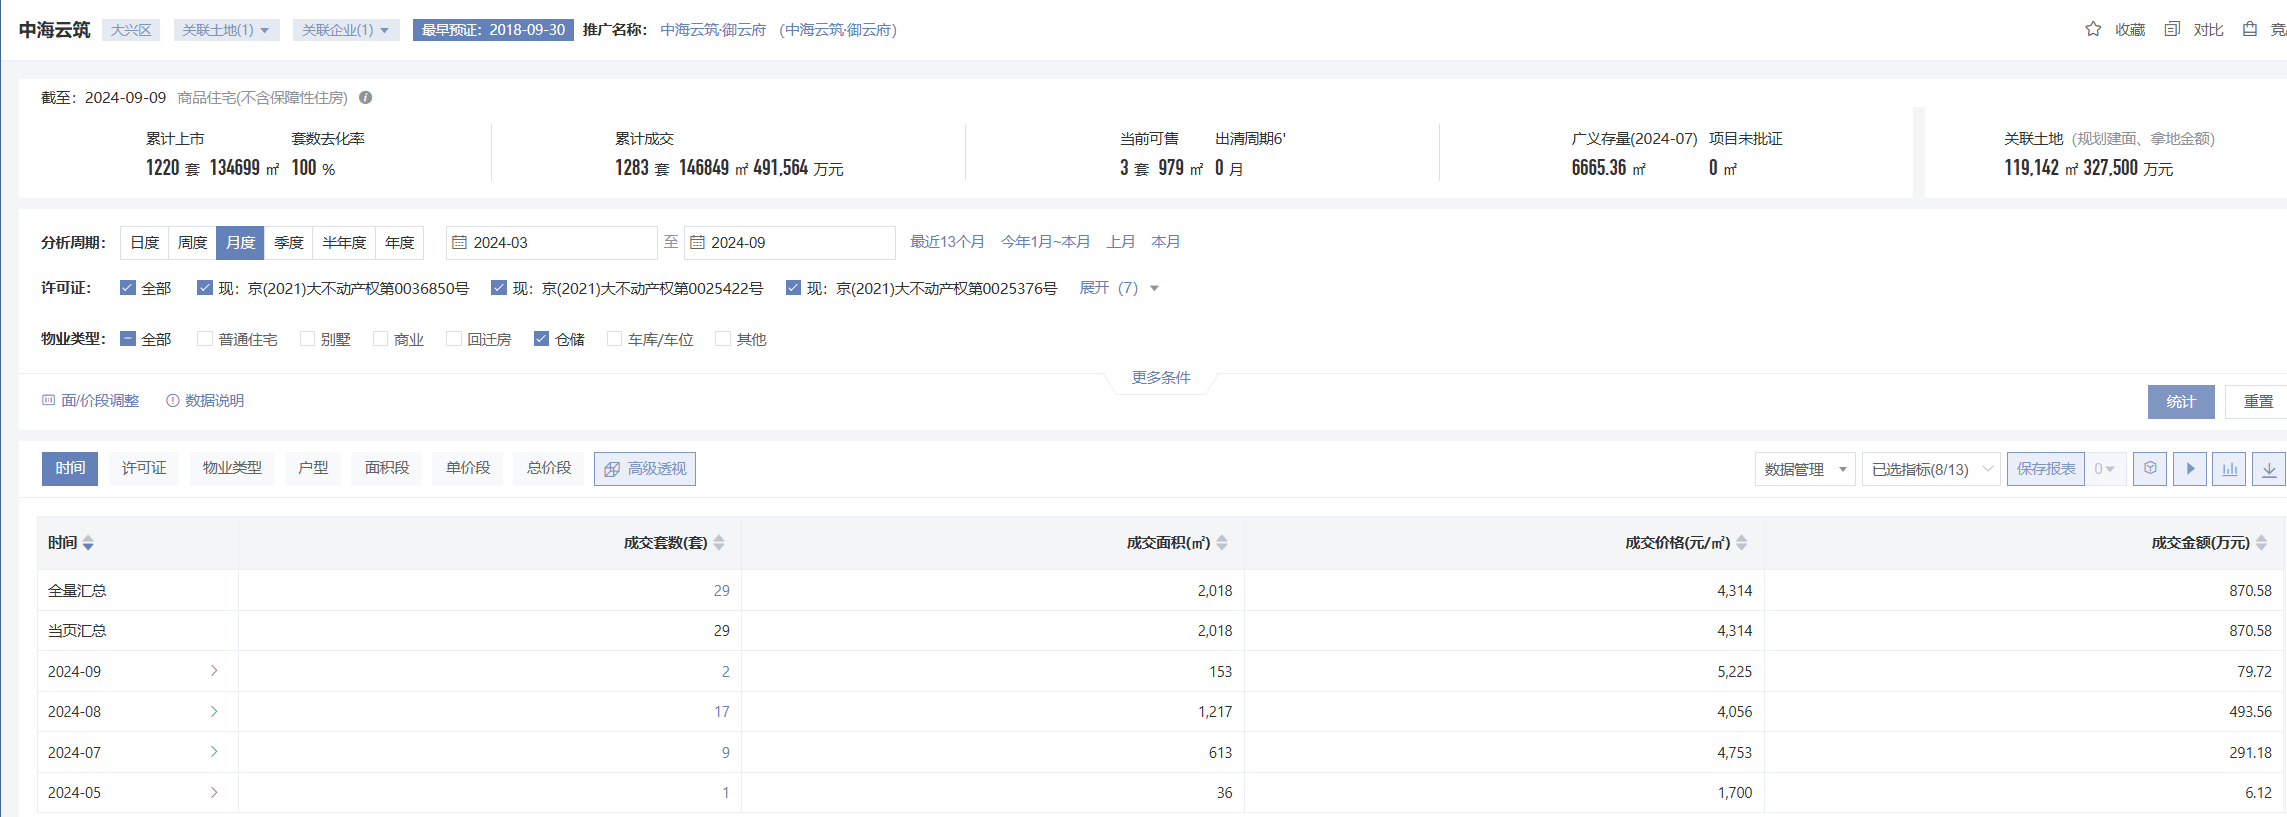 中海云筑 大兴区 关联土地(1) 关联企业(1) 最早预证：2018-09-30 推广名称： 中海云筑·御云府 (中海云筑·御云府) 收藏 对比
截至：2024-09-09 商品住宅(不含保障性住房)
累计上市 套数去化率 累计成交 当前可售 出清周期6' 广义存量(2024-07) 项目未批证 关联土地 (规划建面、拿地金额)
1220 套 134699 ㎡ 100 % 1283 套 146849 ㎡ 491,564 万元 3 套 979 ㎡ 0 月 6665.36 ㎡ 0 ㎡ 119,142 ㎡ 327,500 万元
分析周期： 日度 周度 月度 季度 半年度 年度 2024-03 至 2024-09 最近13个月 今年1月~本月 上月 本月
许可证： 全部 现：京(2021)大不动产权第0036850号 现：京(2021)大不动产权第0025422号 现：京(2021)大不动产权第0025376号 展开 (7)
物业类型： 全部 普通住宅 别墅 商业 回迁房 仓储 车库/车位 其他
更多条件
面/价段调整 数据说明 统计 重置
时间 许可证 物业类型 户型 面积段 单价段 总价段 高级透视 数据管理 已选指标(8/13) 保存报表 0
时间 成交套数(套) 成交面积(㎡) 成交价格(元/㎡) 成交金额(万元)
全量汇总 29 2,018 4,314 870.58
当页汇总 29 2,018 4,314 870.58
2024-09 2 153 5,225 79.72
2024-08 17 1,217 4,056 493.56
2024-07 9 613 4,753 291.18
2024-05 1 36 1,700 6.12